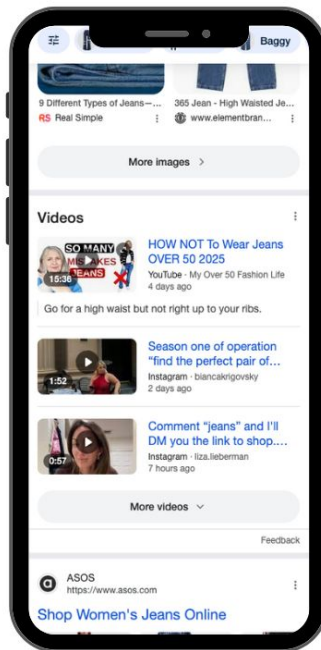 Baggy
9 Different Types of Jeans—...
365 Jean - High Waisted Je...
RS Real Simple
www.elementbran...
More images
Videos
SO MANY
MISTAKES
JEANS
15:36
HOW NOT To Wear Jeans
OVER 50 2025
YouTube · My Over 50 Fashion Life
4 days ago
Go for a high waist but not right up to your ribs.
1:52
Season one of operation
“find the perfect pair of...
Instagram · biancakrigovsky
2 days ago
0:57
Comment “jeans” and I'll
DM you the link to shop....
Instagram · liza.lieberman
7 hours ago
More videos
Feedback
a
ASOS
https://www.asos.com
Shop Women's Jeans Online